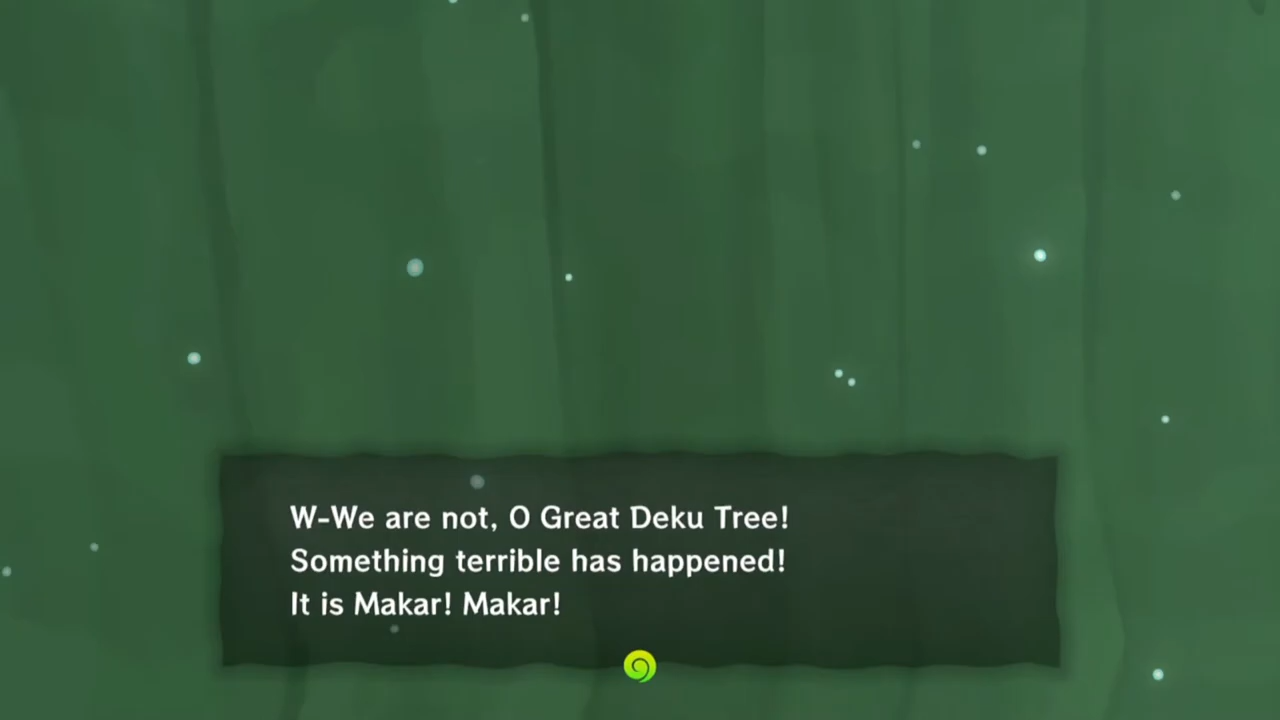 W-We are not, O Great Deku Tree!
Something terrible has happened!
It is Makar! Makar!